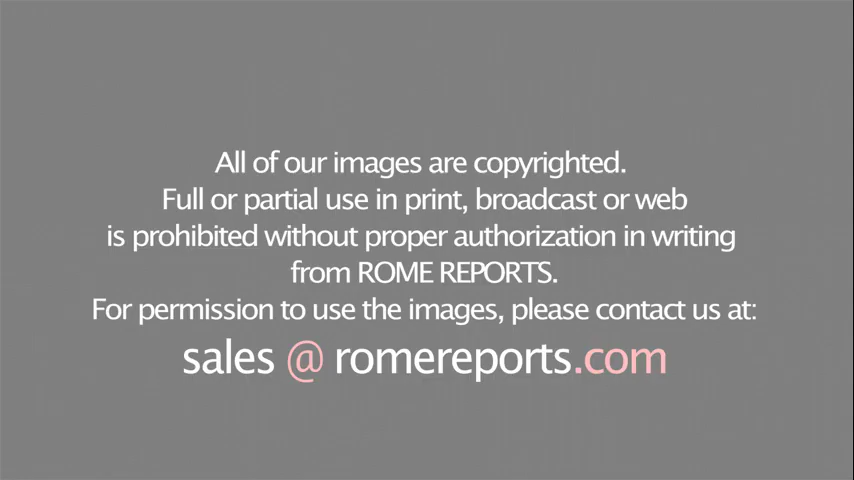 All of our images are copyrighted.
Full or partial use in print, broadcast or web
is prohibited without proper authorization in writing
from ROME REPORTS.
For permission to use the images, please contact us at:
sales @ romereports.com